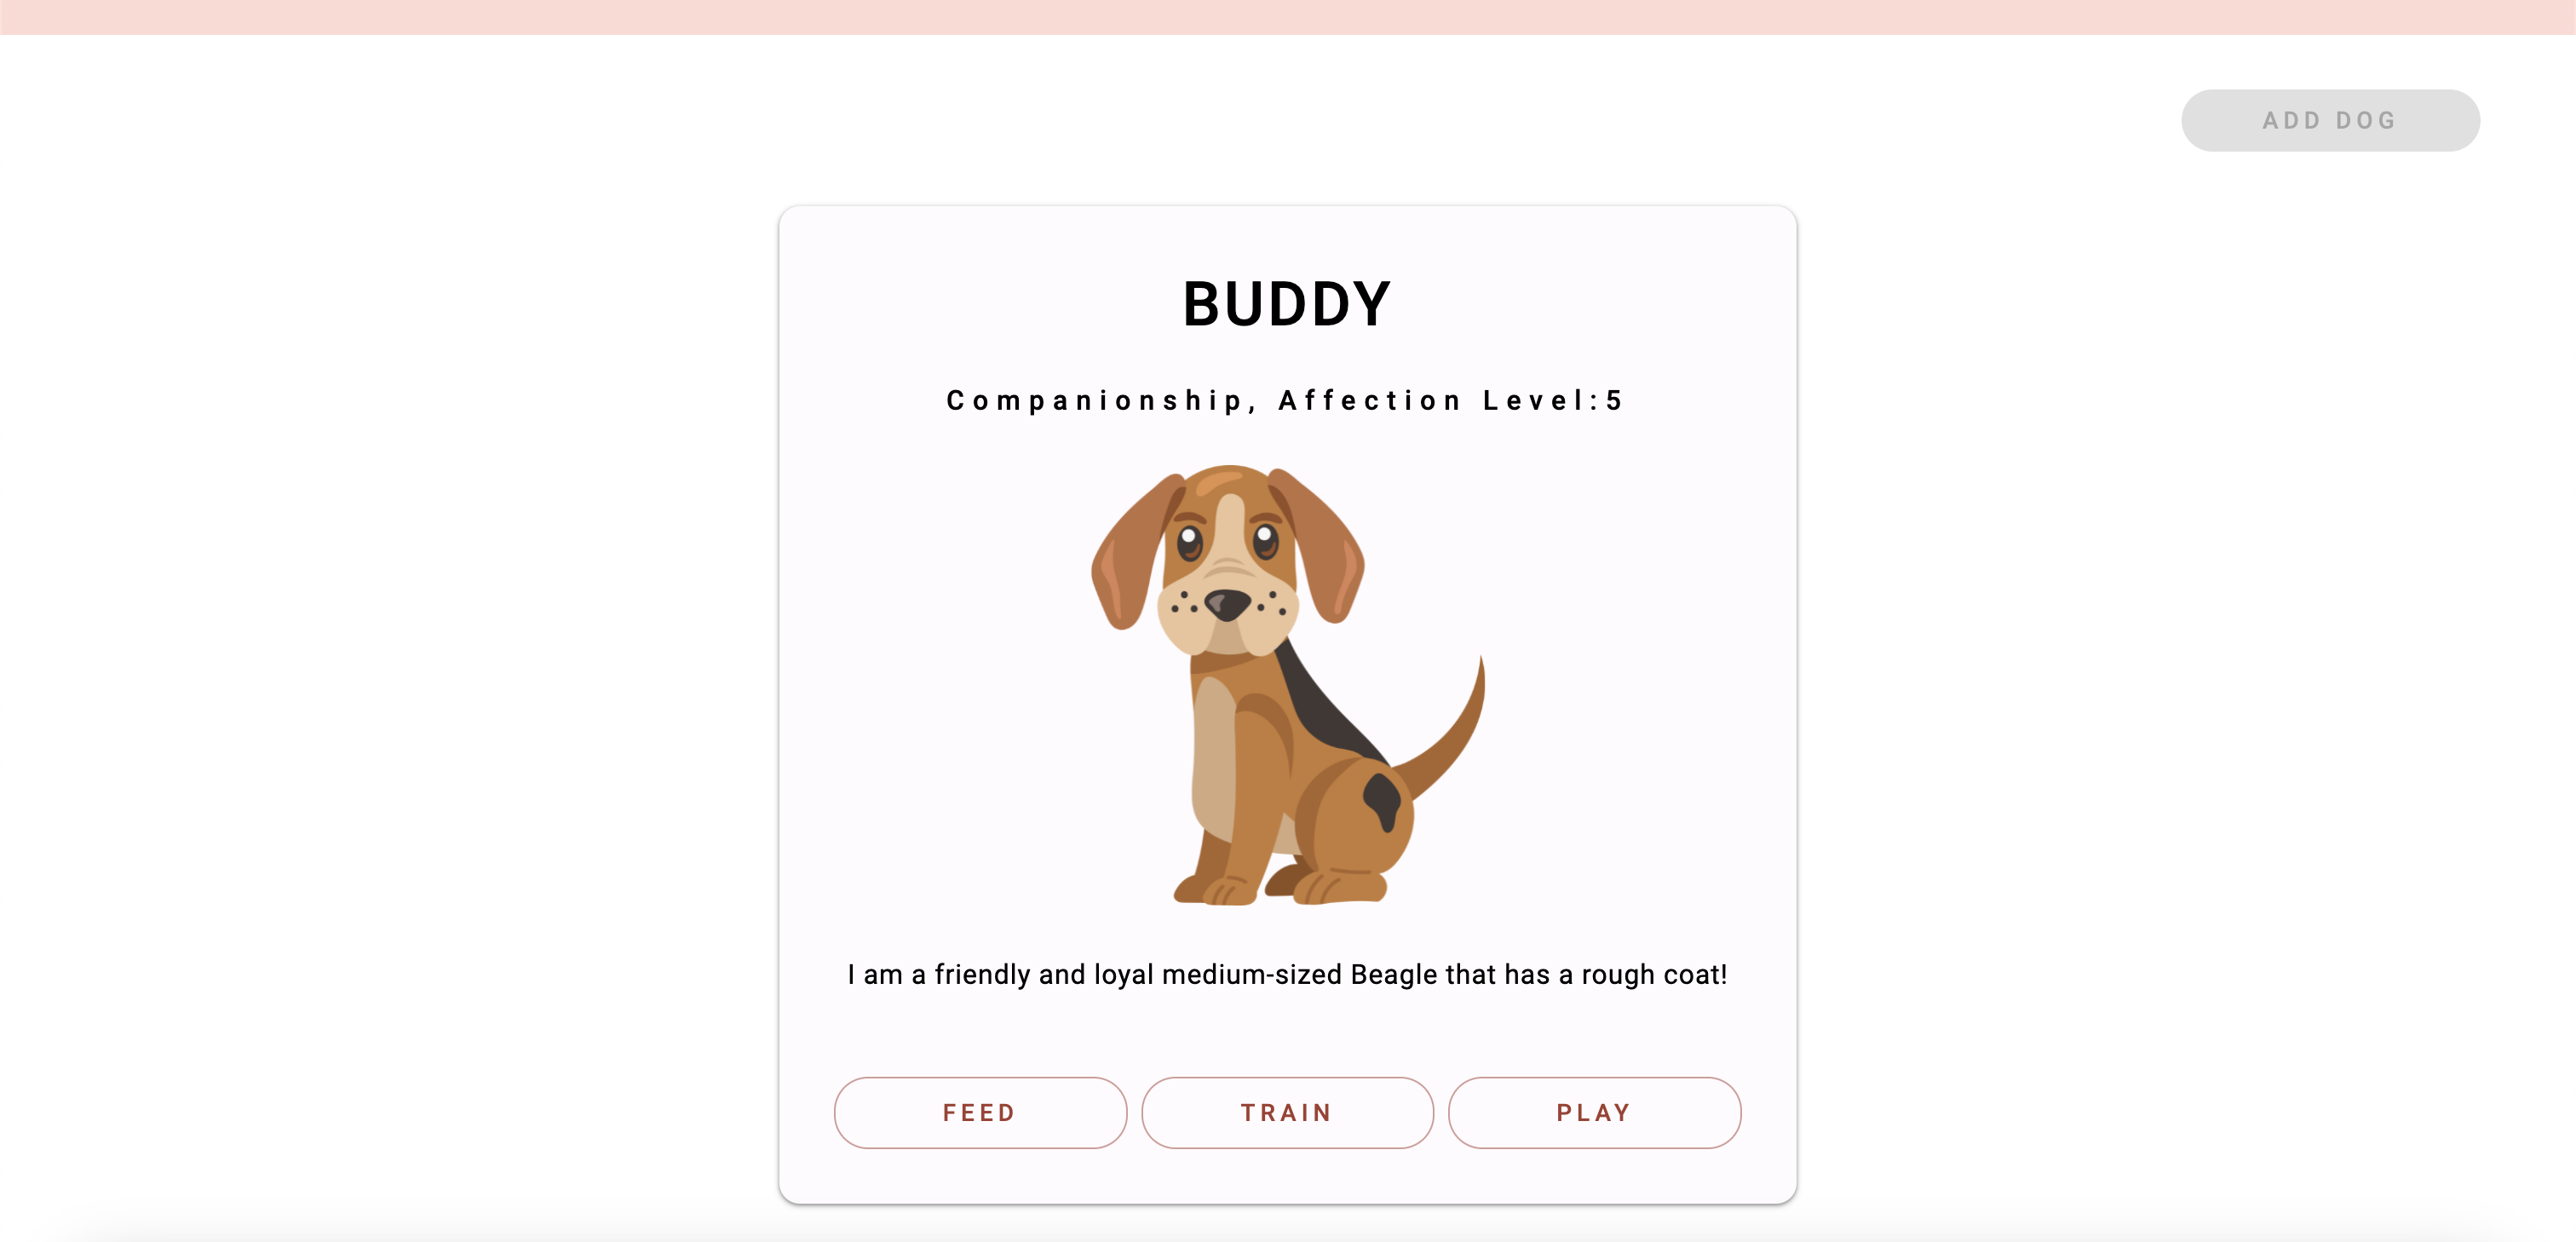 ADD DOG
BUDDY
Companionship, Affection Level:5
I am a friendly and loyal medium-sized Beagle that has a rough coat!
FEED
TRAIN
PLAY